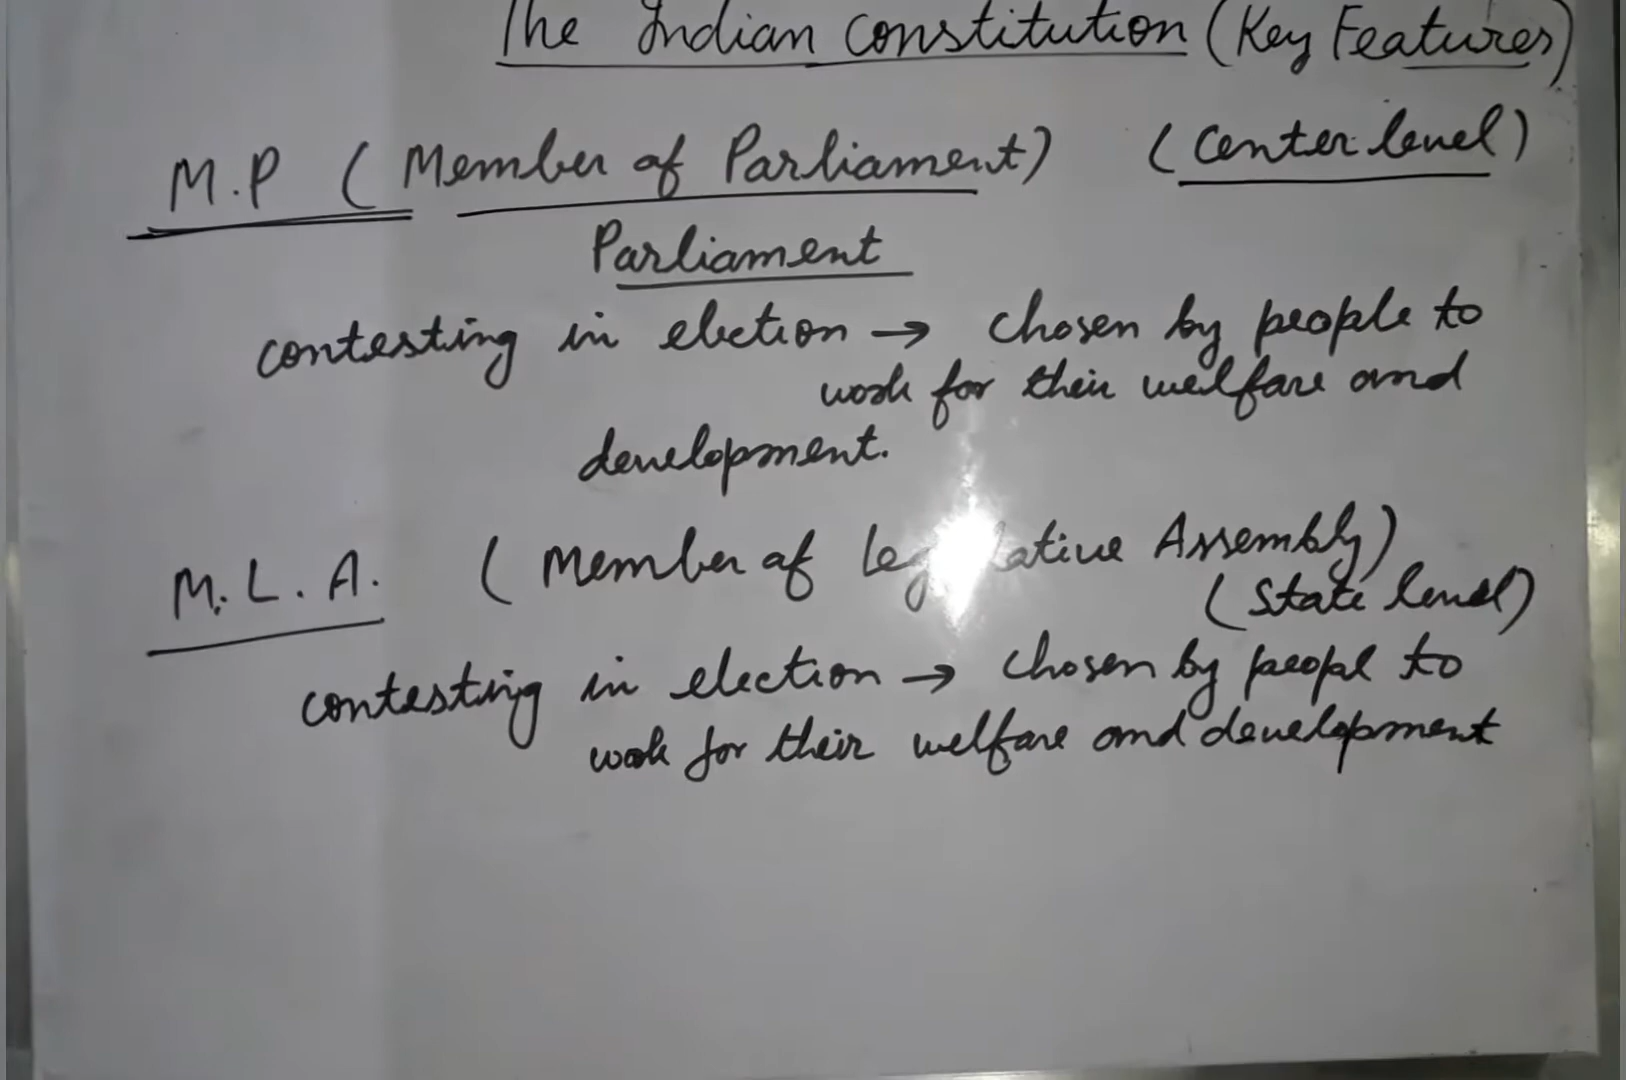 The Indian constitution (Key Features)
M.P ( Member of Parliament) (Center level)
Parliament
contesting in election → chosen by people to
work for their welfare and
development.
M.L.A. ( Member of Legislative Assembly)
(State level)
contesting in election → chosen by peopl to
work for their welfare and development